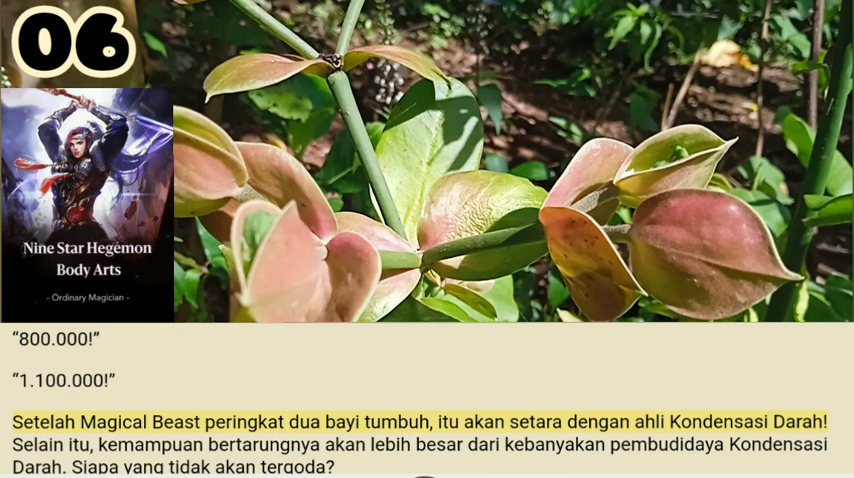 06
Nine Star Hegemon
Body Arts
- Ordinary Magician -
“800.000!”
“1.100.000!”
Setelah Magical Beast peringkat dua bayi tumbuh, itu akan setara dengan ahli Kondensasi Darah!
Selain itu, kemampuan bertarungnya akan lebih besar dari kebanyakan pembudidaya Kondensasi
Darah. Siapa yang tidak akan tergoda?